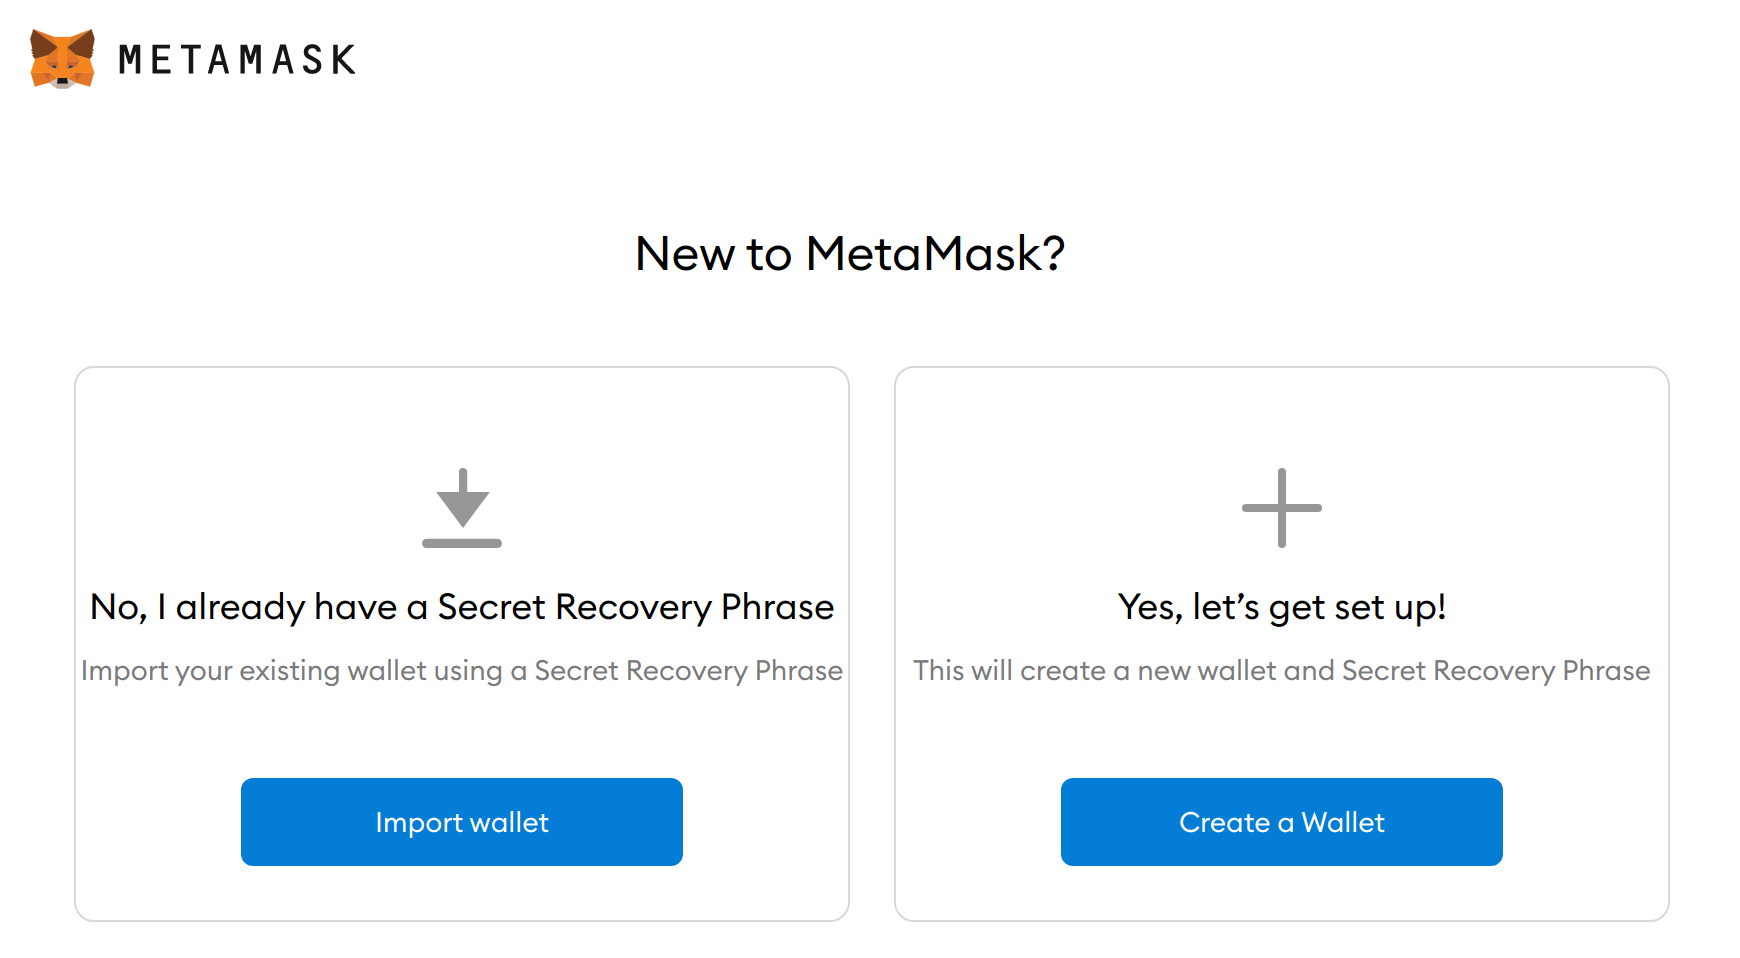 METAMASK
New to MetaMask?
No, I already have a Secret Recovery Phrase
Import your existing wallet using a Secret Recovery Phrase
Import wallet
Yes, let’s get set up!
This will create a new wallet and Secret Recovery Phrase
Create a Wallet